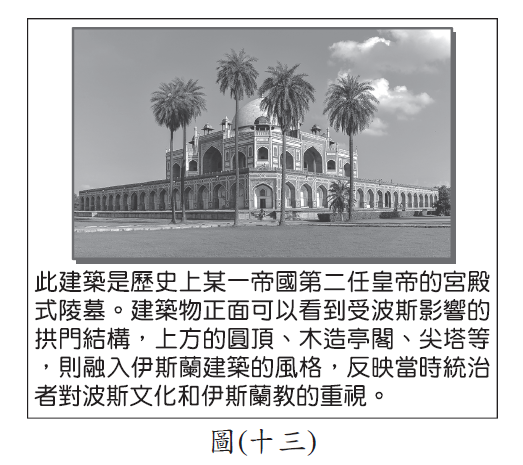 此建築是歷史上某一帝國第二任皇帝的宮殿
式陵墓。建築物正面可以看到受波斯影響的
拱門結構，上方的圓頂、木造亭閣、尖塔等
，則融入伊斯蘭建築的風格，反映當時統治
者對波斯文化和伊斯蘭教的重視。
圖(十三)